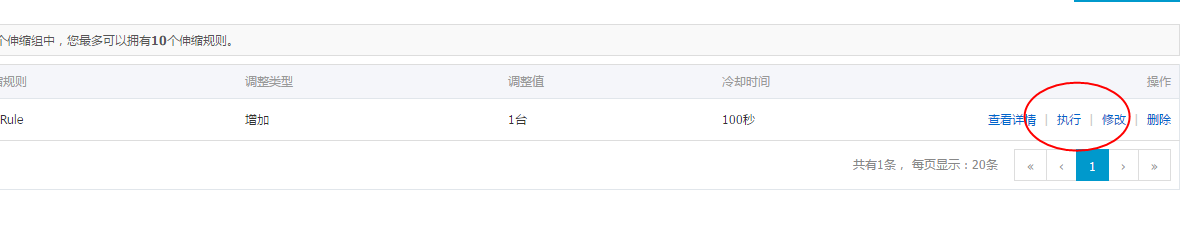 个伸缩组中，您最多可以拥有10个伸缩规则。
缩规则 调整类型 调整值 冷却时间 操作
Rule 增加 1台 100秒 查看详情 | 执行 | 修改 | 删除
共有1条， 每页显示：20条 « ‹ 1 › »